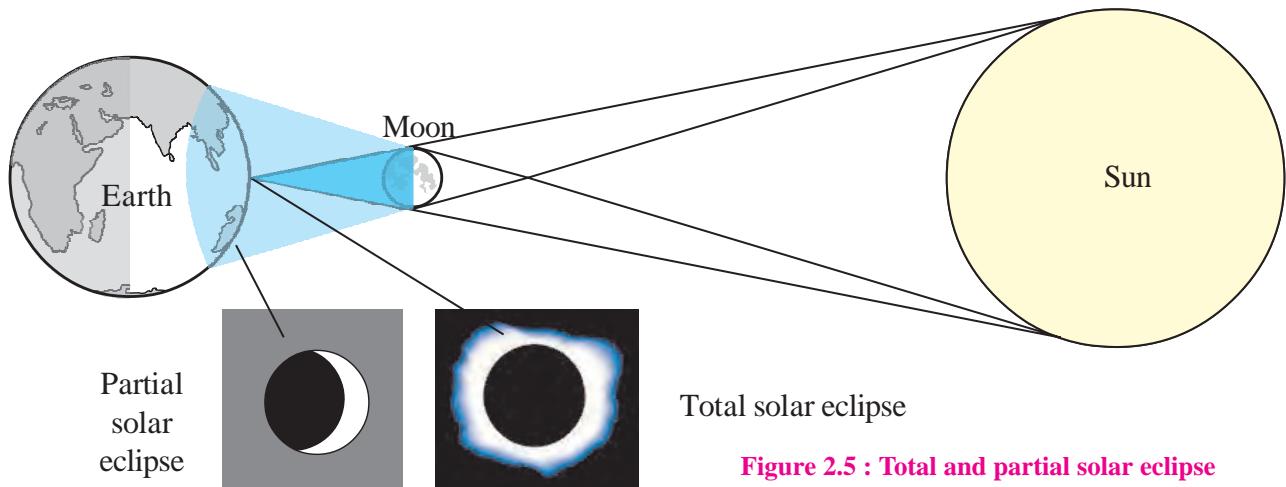 Moon
Earth
Sun
Partial
solar
eclipse
Total solar eclipse
Figure 2.5 : Total and partial solar eclipse